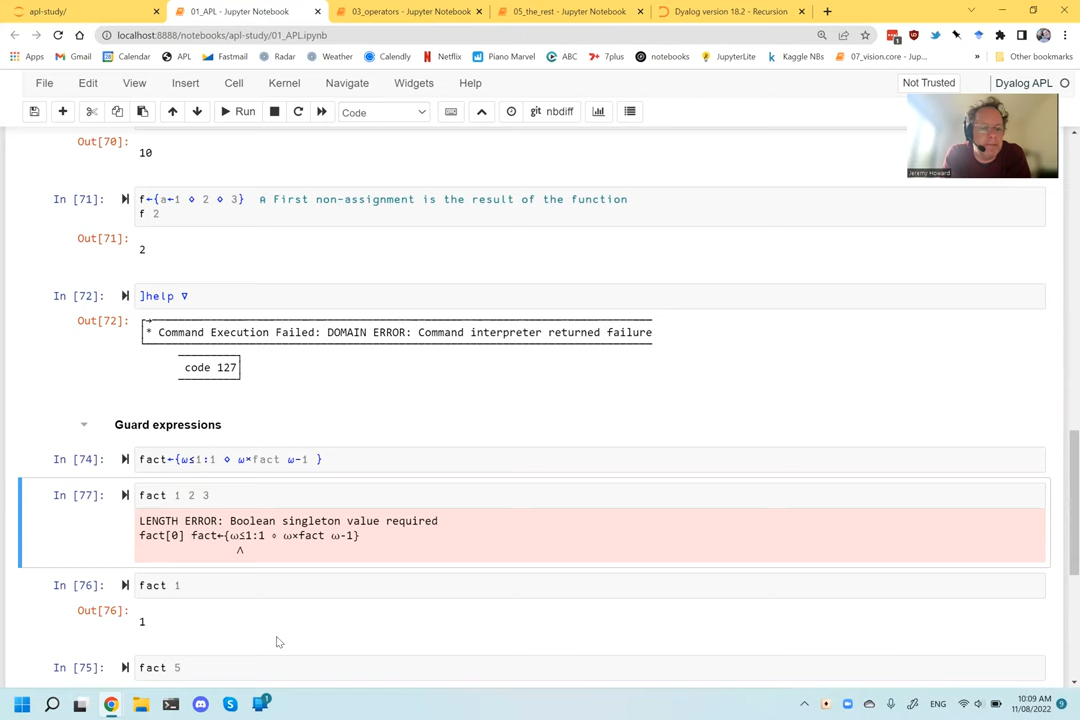 apl-study/
01_APL - Jupyter Notebook
03_operators - Jupyter Notebook
05_the_rest - Jupyter Notebook
Dyalog version 18.2 - Recursion
localhost:8888/notebooks/apl-study/01_APL.ipynb
Apps
Gmail
Calendar
APL
Fastmail
Radar
Weather
Calendly
Netflix
Piano Marvel
ABC
7plus
notebooks
JupyterLite
Kaggle NBs
07_vision.core - Jup...
»
Other bookmarks
File Edit View Insert Cell Kernel Navigate Widgets Help
Not Trusted
Dyalog APL
Run
Code
git nbdiff
Jeremy Howard
Out[70]:
10
In [71]:
f←{a←1 ⋄ 2 ⋄ 3} ⍝ First non-assignment is the result of the function
f 2
Out[71]:
2
In [72]:
]help ∇
Out[72]:
* Command Execution Failed: DOMAIN ERROR: Command interpreter returned failure
code 127
Guard expressions
In [74]:
fact←{⍵≤1:1 ⋄ ⍵×fact ⍵-1 }
In [77]:
fact 1 2 3
LENGTH ERROR: Boolean singleton value required
fact[0] fact←{⍵≤1:1 ⋄ ⍵×fact ⍵-1}
∧
In [76]:
fact 1
Out[76]:
1
In [75]:
fact 5
ENG
10:09 AM
11/08/2022
9